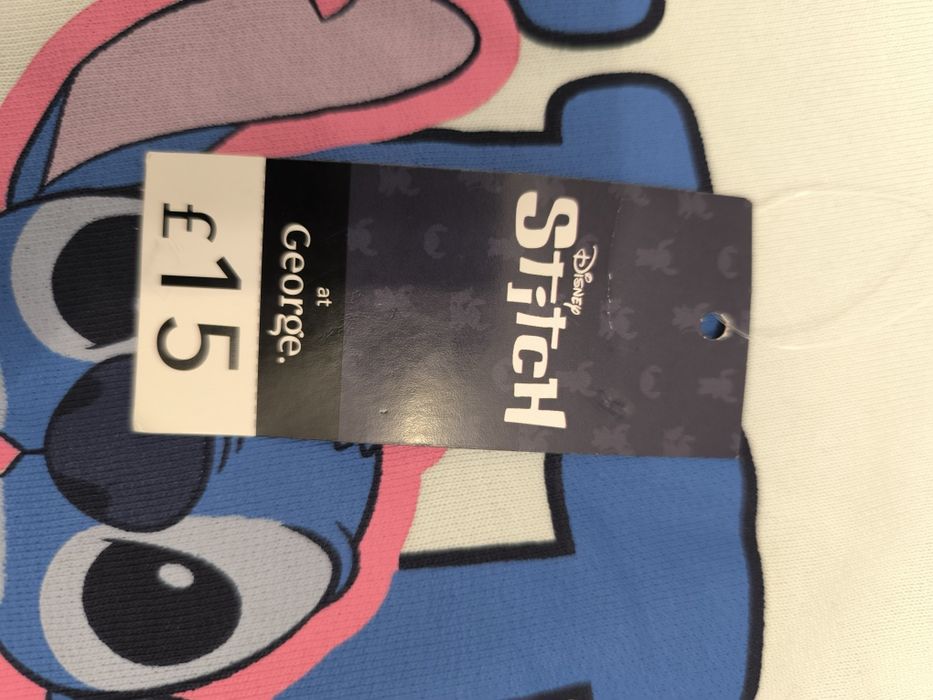 Disney
Stitch
at
George.
£15